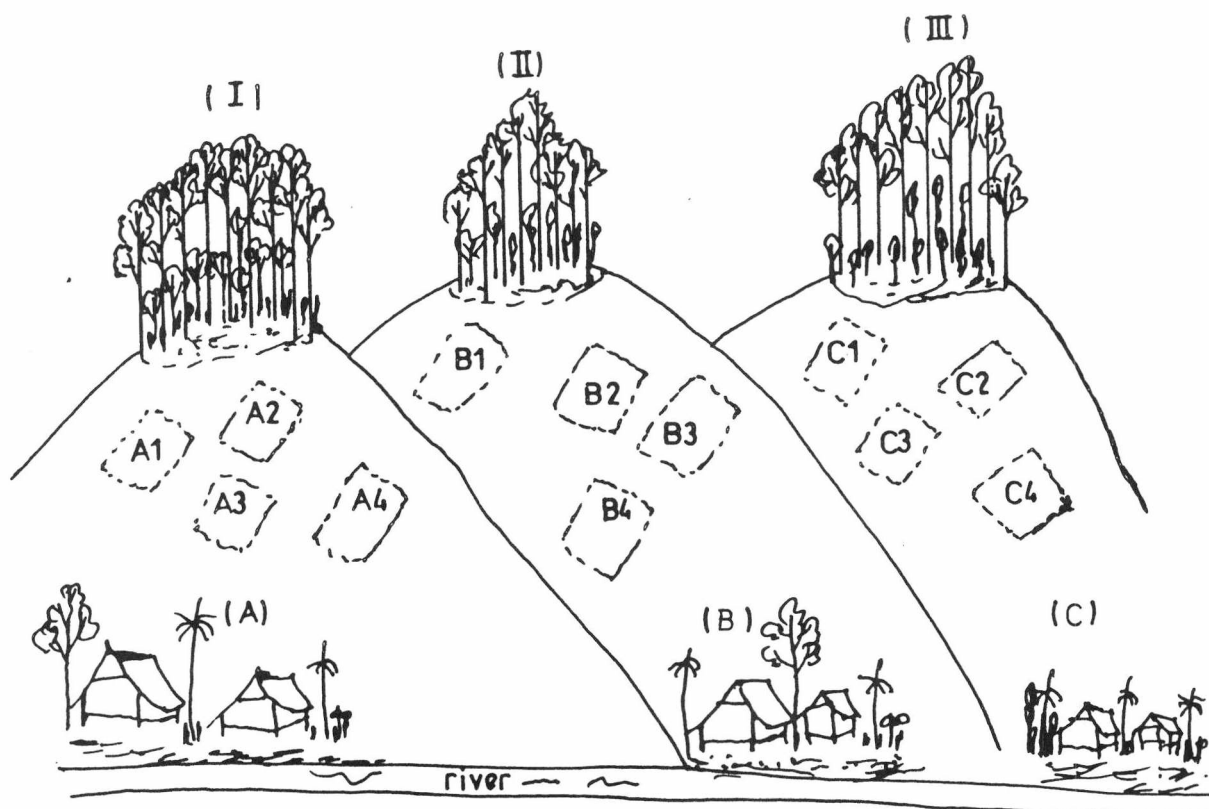 ( I )
( II )
( III )
A1
A2
A3
A4
B1
B2
B3
B4
C1
C2
C3
C4
(A)
(B)
(C)
river